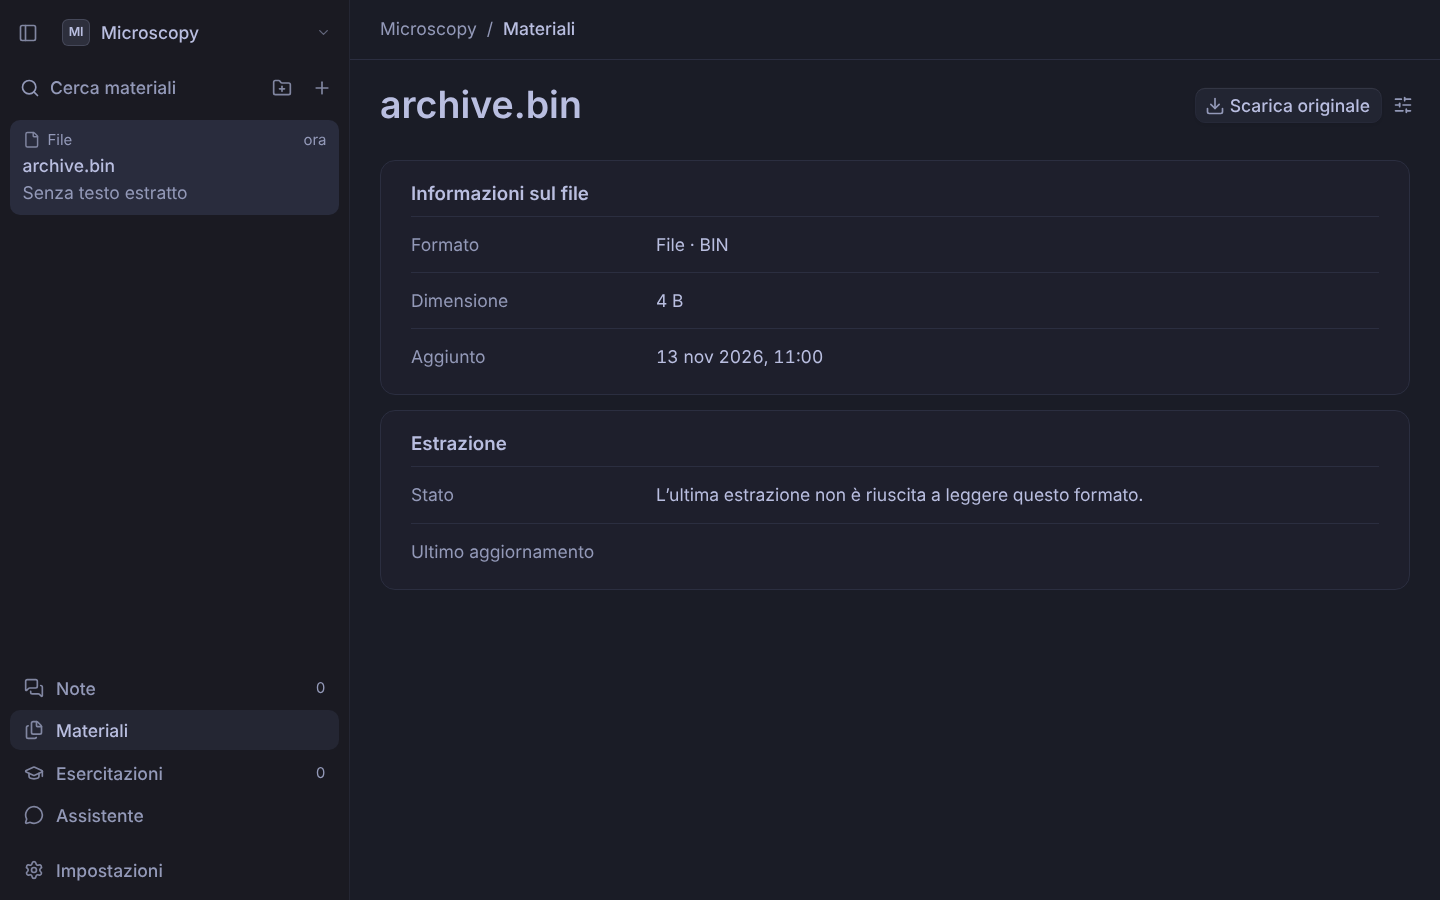 MI Microscopy
Cerca materiali
File ora
archive.bin
Senza testo estratto
Note 0
Materiali
Esercitazioni 0
Assistente
Impostazioni
Microscopy / Materiali
archive.bin
Scarica originale
Informazioni sul file
Formato File · BIN
Dimensione 4 B
Aggiunto 13 nov 2026, 11:00
Estrazione
Stato L’ultima estrazione non è riuscita a leggere questo formato.
Ultimo aggiornamento